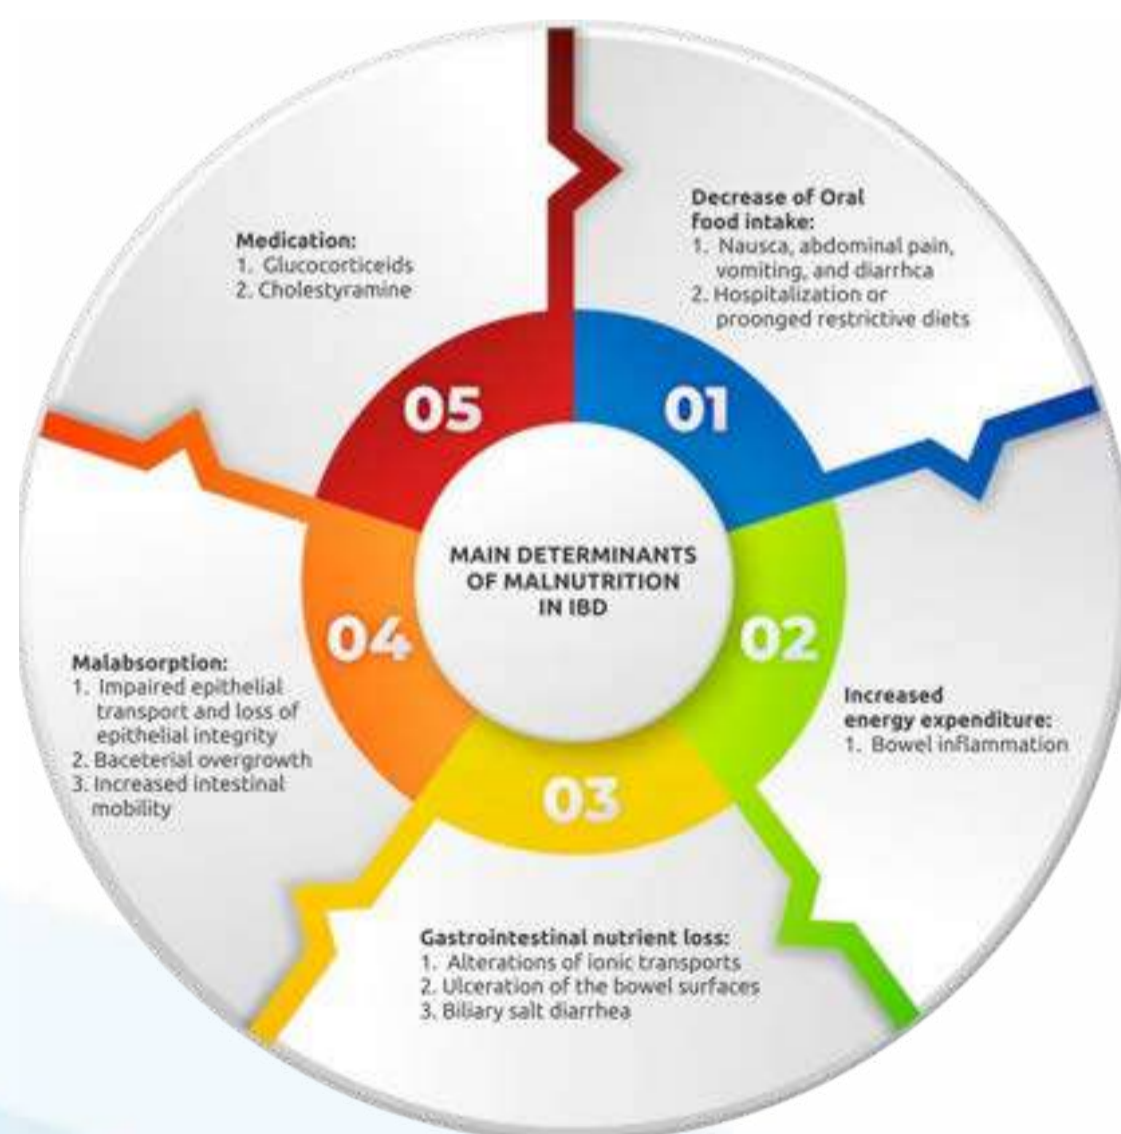 MAIN DETERMINANTS
OF MALNUTRITION
IN IBD
01
Decrease of Oral
food intake:
1. Nausca, abdominal pain,
vomiting, and diarrhca
2. Hospitalization or
proonged restrictive diets
02
Increased
energy expenditure:
1. Bowel inflammation
03
Gastrointestinal nutrient loss:
1. Alterations of ionic transports
2. Ulceration of the bowel surfaces
3. Biliary salt diarrhea
04
Malabsorption:
1. Impaired epithelial
transport and loss of
epithelial integrity
2. Baceterial overgrowth
3. Increased intestinal
mobility
05
Medication:
1. Glucocorticeids
2. Cholestyramine